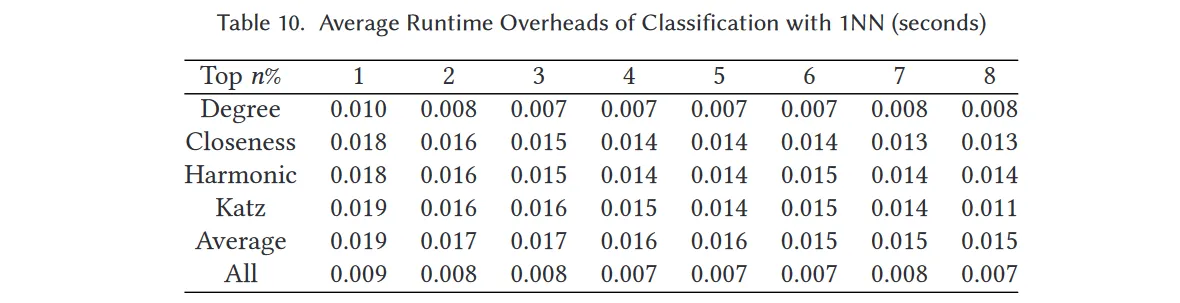 Table 10. Average Runtime Overheads of Classification with 1NN (seconds)
Top n% 1 2 3 4 5 6 7 8
Degree 0.010 0.008 0.007 0.007 0.007 0.007 0.008 0.008
Closeness 0.018 0.016 0.015 0.014 0.014 0.014 0.013 0.013
Harmonic 0.018 0.016 0.015 0.014 0.014 0.015 0.014 0.014
Katz 0.019 0.016 0.016 0.015 0.014 0.015 0.014 0.011
Average 0.019 0.017 0.017 0.016 0.016 0.015 0.015 0.015
All 0.009 0.008 0.008 0.007 0.007 0.007 0.008 0.007